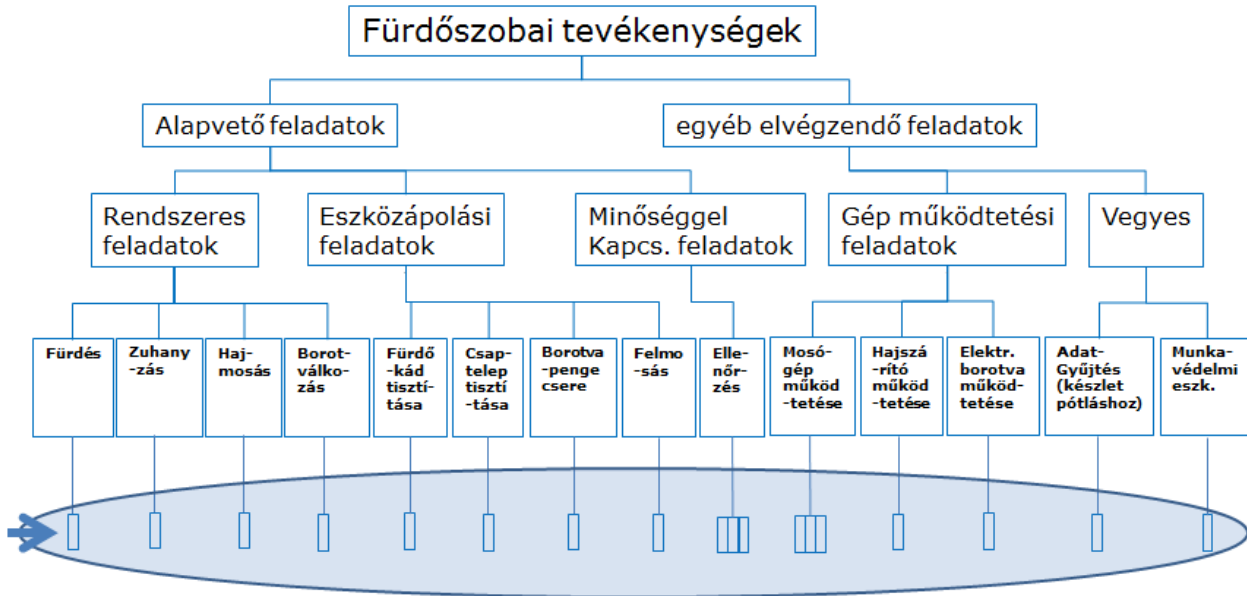 Fürdőszobai tevékenységek
Alapvető feladatok
egyéb elvégzendő feladatok
Rendszeres
feladatok
Eszközápolási
feladatok
Minőséggel
Kapcs. feladatok
Gép működtetési
feladatok
Vegyes
Fürdés
Zuhany
-zás
Haj-
mosás
Borot-
válko-
zás
Fürdő
-kád
tisztí-
tása
Csap-
telep
tisztí
-tása
Borotva
-penge
csere
Felmo
-sás
Elle-
nőr-
zés
Mosó-
gép
működ
-tetése
Hajszá
-rító
működ
-tetése
Elektr.
borotva
működ-
tetése
Adat-
Gyűjtés
(készlet
pótláshoz)
Munka-
védelmi
eszk.